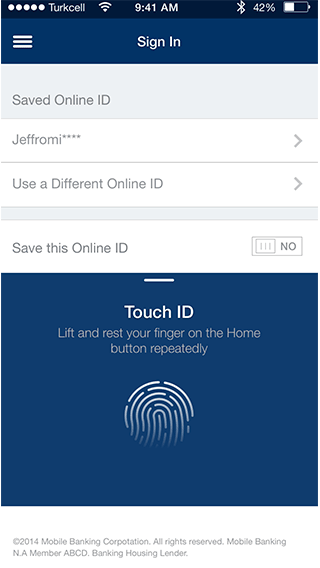 Turkcell 9:41 AM 42%
Sign In
Saved Online ID
Jeffromi****
Use a Different Online ID
Save this Online ID NO
Touch ID
Lift and rest your finger on the Home
button repeatedly
©2014 Mobile Banking Corpotation. All rights reserved. Mobile Banking
N.A Member ABCD. Banking Housing Lender.